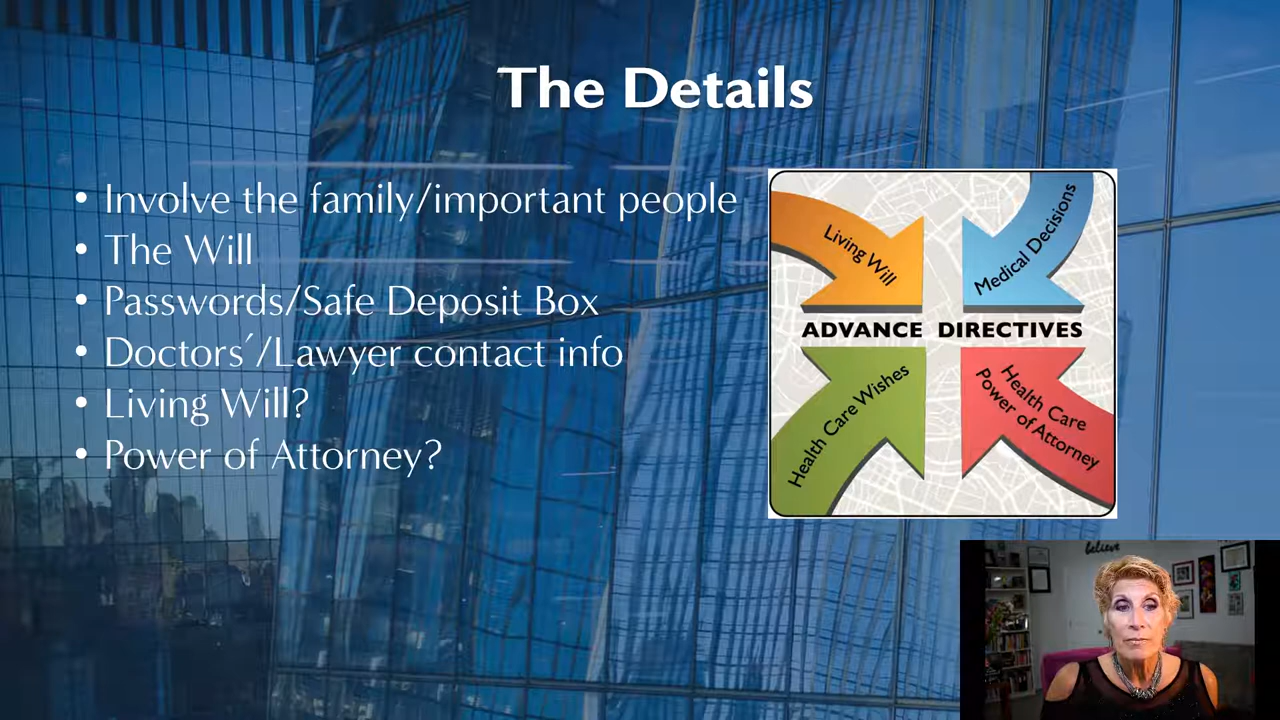 The Details
• Involve the family/important people
• The Will
• Passwords/Safe Deposit Box
• Doctors´/Lawyer contact info
• Living Will?
• Power of Attorney?
Living Will
Medical Decisions
ADVANCE DIRECTIVES
Health Care Wishes
Health Care
Power of Attorney
believe